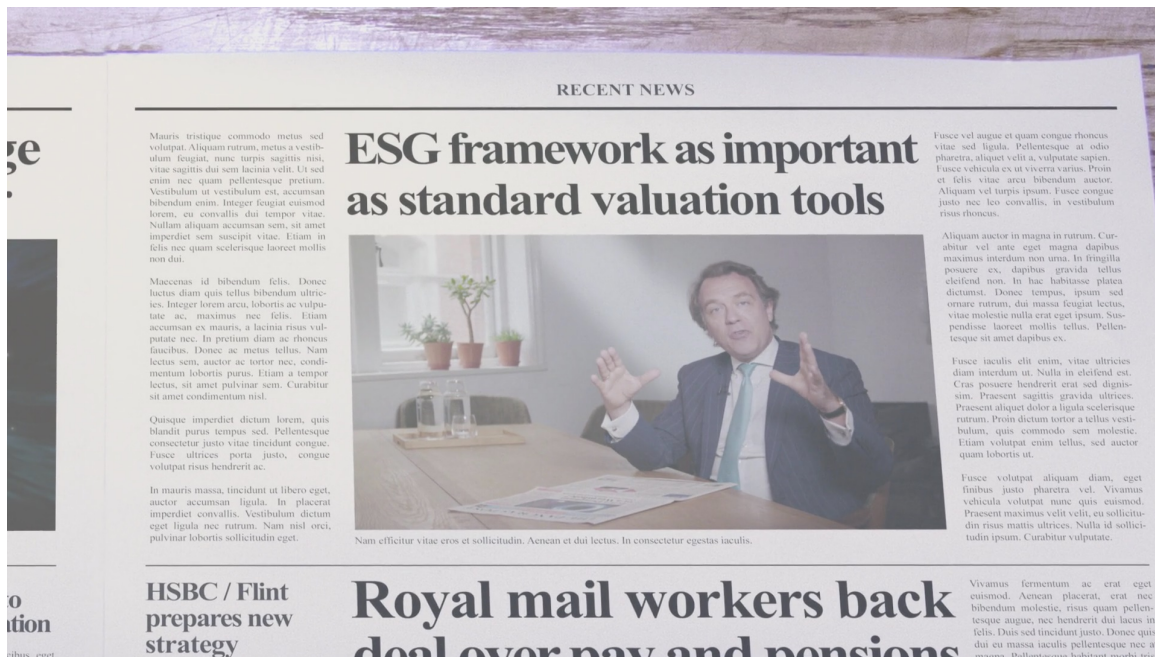 RECENT NEWS
ge
to
ation
Mauris tristique commodo metus sed
volutpat. Aliquam rutrum, metus a vestib-
ulum feugiat, nunc turpis sagittis nisi,
vitae sagittis dui sem lacinia velit. Ut sed
enim nec quam pellentesque pretium.
Vestibulum ut vestibulum est, accumsan
bibendum enim. Integer feugiat euismod
lorem, eu convallis dui tempor vitae.
Nullam aliquam accumsan sem, sit amet
imperdiet sem suscipit vitae. Etiam in
felis nec quam scelerisque laoreet mollis
non dui.
Maecenas id bibendum felis. Donec
luctus diam quis tellus bibendum ultric-
ies. Integer lorem arcu, lobortis ac vulpu-
tate ac, maximus nec felis. Etiam
accumsan ex mauris, a lacinia risus vul-
putate nec. In pretium diam ac rhoncus
faucibus. Donec ac metus tellus. Nam
lectus sem, auctor ac tortor nec, condi-
mentum lobortis purus. Etiam a tempor
lectus, sit amet pulvinar sem. Curabitur
sit amet condimentum nisl.
Quisque imperdiet dictum lorem, quis
blandit purus tempus sed. Pellentesque
consectetur justo vitae tincidunt congue.
Fusce ultrices porta justo, congue
volutpat risus hendrerit ac.
In mauris massa, tincidunt ut libero eget,
auctor accumsan ligula. In placerat
imperdiet convallis. Vestibulum dictum
eget ligula nec rutrum. Nam nisl orci,
pulvinar lobortis sollicitudin eget.
ESG framework as important
as standard valuation tools
Nam efficitur vitae eros et sollicitudin. Aenean et dui lectus. In consectetur egestas iaculis.
Fusce vel augue et quam congue rhoncus
vitae sed ligula. Pellentesque at odio
pharetra, aliquet velit a, vulputate sapien.
Fusce vehicula ex ut viverra varius. Proin
et felis vitae arcu bibendum auctor.
Aliquam vel turpis ipsum. Fusce congue
justo nec leo convallis, in vestibulum
risus rhoncus.
Aliquam auctor in magna in rutrum. Cur-
abitur vel ante eget magna dapibus
maximus interdum non urna. In fringilla
posuere ex, dapibus gravida tellus
eleifend non. In hac habitasse platea
dictumst. Donec tempus, ipsum sed
ornare rutrum, dui massa feugiat lectus,
vitae molestie nulla erat eget ipsum. Sus-
pendisse laoreet mollis tellus. Pellen-
tesque sit amet dapibus ex.
Fusce iaculis elit enim, vitae ultricies
diam interdum ut. Nulla in eleifend est.
Cras posuere hendrerit erat sed dignis-
sim. Praesent sagittis gravida ultrices.
Praesent aliquet dolor a ligula scelerisque
rutrum. Proin dictum tortor a tellus vesti-
bulum, quis commodo sem molestie.
Etiam volutpat enim tellus, sed auctor
quam lobortis ut.
Fusce volutpat aliquam diam, eget
finibus justo pharetra vel. Vivamus
vehicula volutpat nunc quis euismod.
Praesent maximus velit velit, eu sollicitu-
din risus mattis ultrices. Nulla id sollici-
tudin ipsum. Curabitur vulputate.
HSBC / Flint
prepares new
strategy
Royal mail workers back
deal over pay and pensions
Vivamus fermentum ac erat eget
euismod. Aenean placerat, erat nec
bibendum molestie, risus quam pellen-
tesque augue, nec hendrerit dui lacus in
felis. Duis sed tincidunt justo. Donec quis
dui eu massa iaculis pellentesque nec a